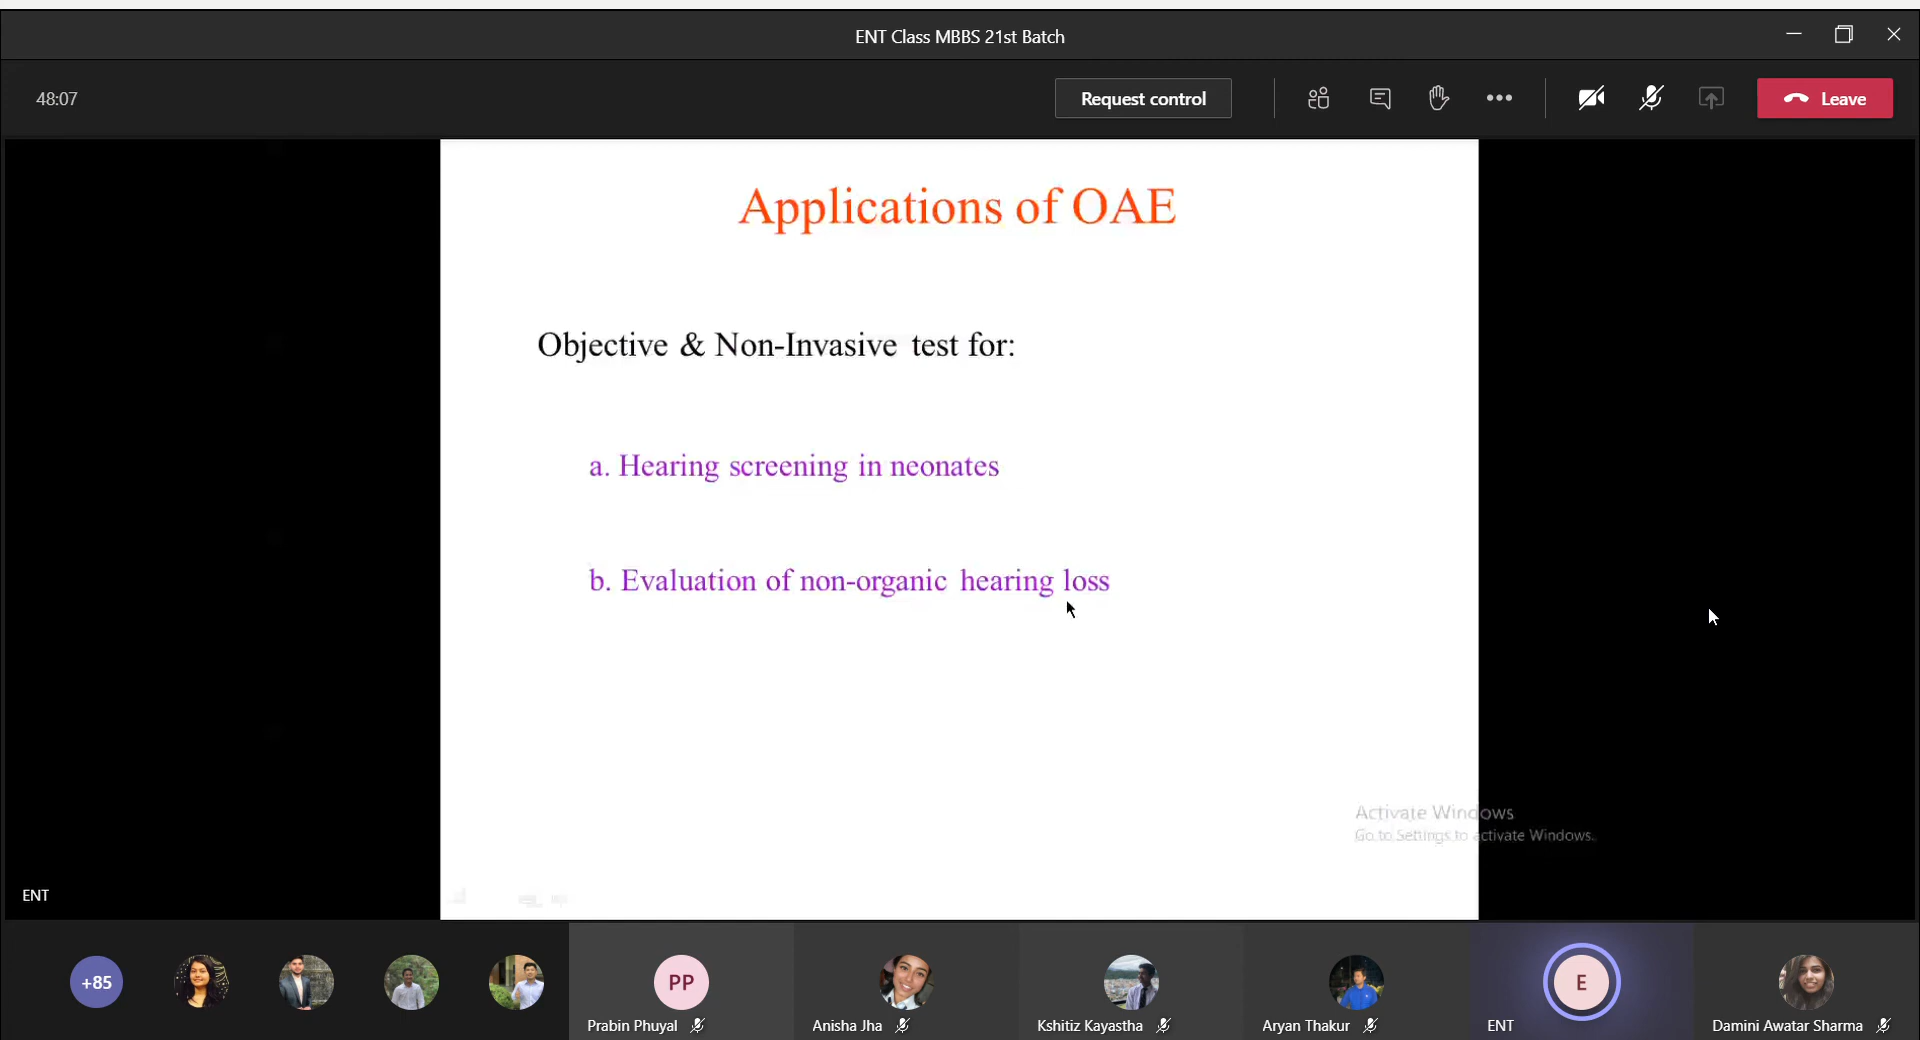 ENT Class MBBS 21st Batch
48:07
Request control
Leave
Applications of OAE
Objective & Non-Invasive test for:
a. Hearing screening in neonates
b. Evaluation of non-organic hearing loss
Activate Windows
Go to Settings to activate Windows.
ENT
+85
PP
E
Prabin Phuyal
Anisha Jha
Kshitiz Kayastha
Aryan Thakur
ENT
Damini Awatar Sharma